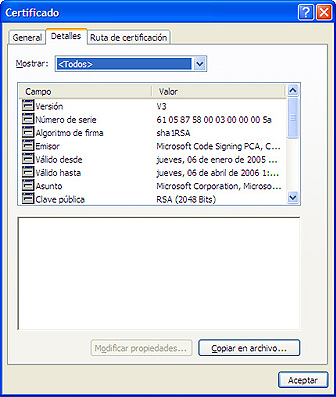 Certificado
General Detalles Ruta de certificación
Mostrar: <Todos>
Campo Valor
Versión V3
Número de serie 61 05 87 58 00 03 00 00 00 5a
Algoritmo de firma sha1RSA
Emisor Microsoft Code Signing PCA, C...
Válido desde jueves, 06 de enero de 2005 ...
Válido hasta jueves, 06 de abril de 2006 1:...
Asunto Microsoft Corporation, Microso...
Clave pública RSA (2048 Bits)
Modificar propiedades... Copiar en archivo...
Aceptar